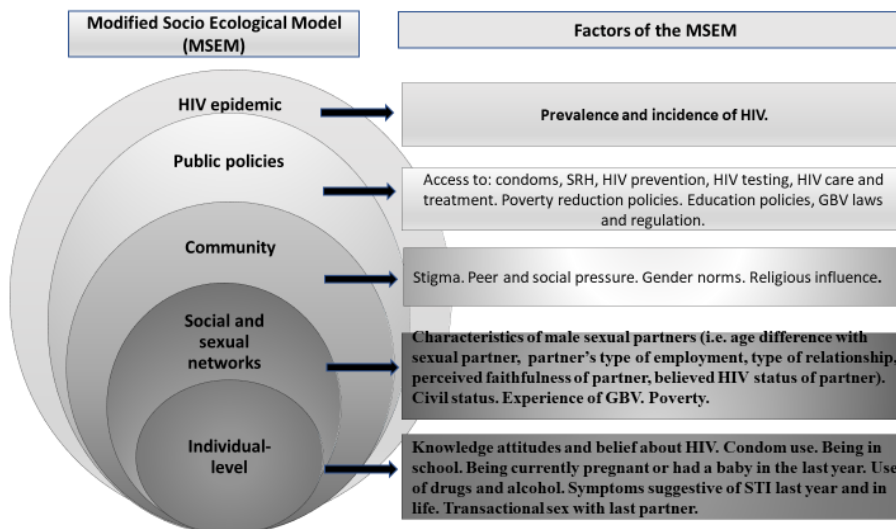 Modified Socio Ecological Model
(MSEM)
Factors of the MSEM
HIV epidemic
Prevalence and incidence of HIV.
Public policies
Access to: condoms, SRH, HIV prevention, HIV testing, HIV care and
treatment. Poverty reduction policies. Education policies, GBV laws
and regulation.
Community
Stigma. Peer and social pressure. Gender norms. Religious influence.
Social and
sexual
networks
Characteristics of male sexual partners (i.e. age difference with
sexual partner, partner's type of employment, type of relationship,
perceived faithfulness of partner, believed HIV status of partner).
Civil status. Experience of GBV. Poverty.
Individual-
level
Knowledge attitudes and belief about HIV. Condom use. Being in
school. Being currently pregnant or had a baby in the last year. Use
of drugs and alcohol. Symptoms suggestive of STI last year and in
life. Transactional sex with last partner.